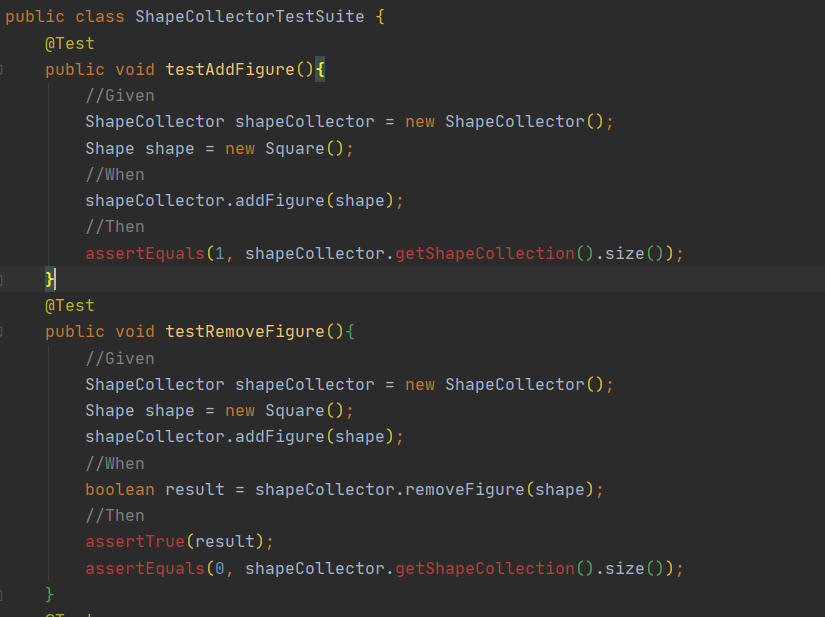 public class ShapeCollectorTestSuite {
    @Test
    public void testAddFigure(){
        //Given
        ShapeCollector shapeCollector = new ShapeCollector();
        Shape shape = new Square();
        //When
        shapeCollector.addFigure(shape);
        //Then
        assertEquals(1, shapeCollector.getShapeCollection().size());
    }
    @Test
    public void testRemoveFigure(){
        //Given
        ShapeCollector shapeCollector = new ShapeCollector();
        Shape shape = new Square();
        shapeCollector.addFigure(shape);
        //When
        boolean result = shapeCollector.removeFigure(shape);
        //Then
        assertTrue(result);
        assertEquals(0, shapeCollector.getShapeCollection().size());
    }